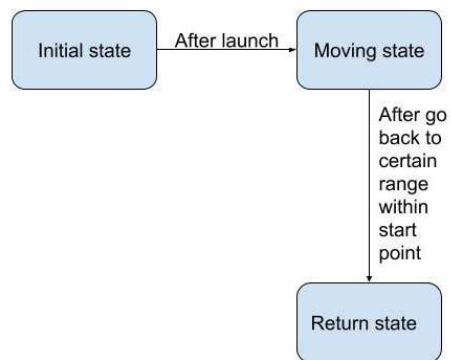 Initial state
After launch
Moving state
After go
back to
certain
range
within
start
point
Return state